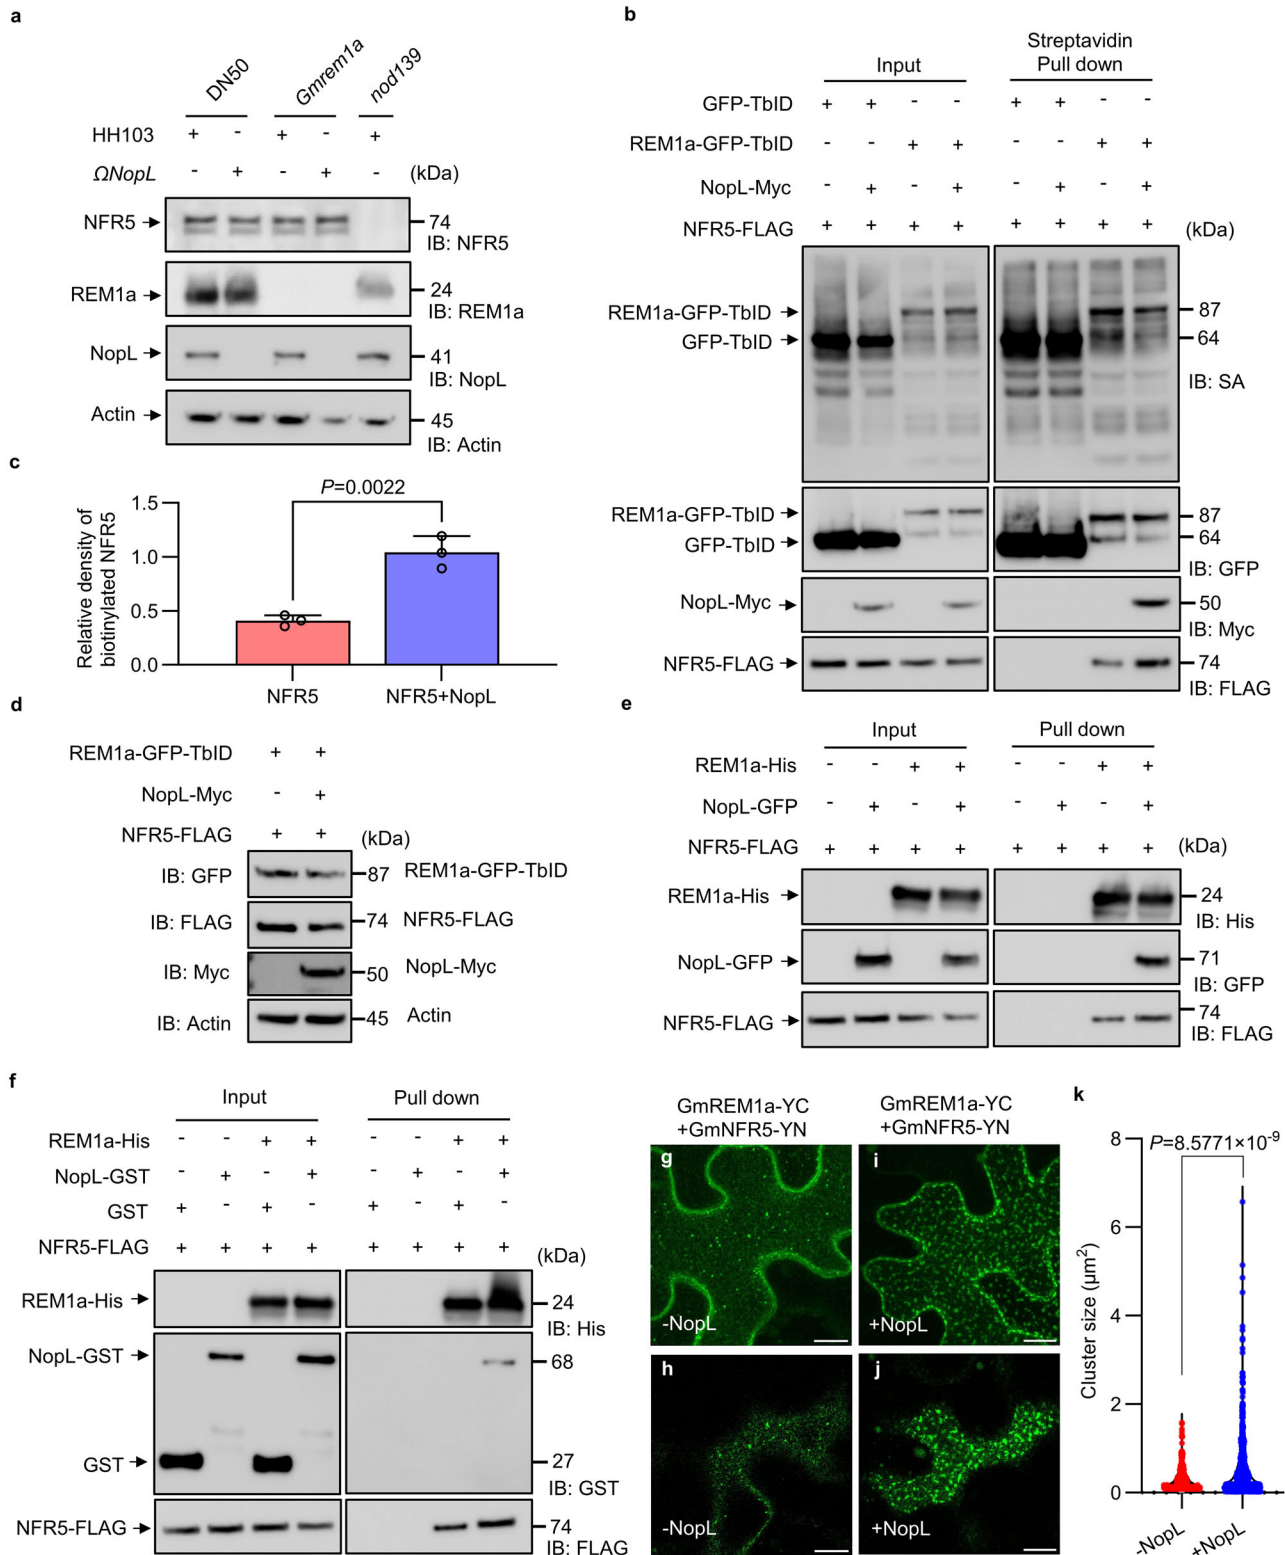 a
DN50 Gmrem1a nod139
HH103 + - + - +
ΩNopL - + - + - (kDa)
NFR5 74
IB: NFR5
REM1a 24
IB: REM1a
NopL 41
IB: NopL
Actin 45
IB: Actin
b
Streptavidin
Input Pull down
GFP-TbID + + - - + + - -
REM1a-GFP-TbID - - + + - - + +
NopL-Myc - + - + - + - +
NFR5-FLAG + + + + + + + + (kDa)
REM1a-GFP-TbID 87
GFP-TbID 64
IB: SA
REM1a-GFP-TbID 87
GFP-TbID 64
IB: GFP
NopL-Myc 50
IB: Myc
NFR5-FLAG 74
IB: FLAG
c
P=0.0022
Relative density of
biotinylated NFR5
1.5
1.0
0.5
0.0
NFR5 NFR5+NopL
d
REM1a-GFP-TbID + +
NopL-Myc - +
NFR5-FLAG + + (kDa)
IB: GFP 87 REM1a-GFP-TbID
IB: FLAG 74 NFR5-FLAG
IB: Myc 50 NopL-Myc
IB: Actin 45 Actin
e
Input Pull down
REM1a-His - - + + - - + +
NopL-GFP - + - + - + - +
NFR5-FLAG + + + + + + + + (kDa)
REM1a-His 24
IB: His
NopL-GFP 71
IB: GFP
NFR5-FLAG 74
IB: FLAG
f
Input Pull down
REM1a-His - - + + - - + +
NopL-GST - + - + - + - +
GST + - + - + - + -
NFR5-FLAG + + + + + + + + (kDa)
REM1a-His 24
IB: His
NopL-GST 68
GST 27
IB: GST
NFR5-FLAG 74
IB: FLAG
GmREM1a-YC
+GmNFR5-YN
g
-NopL
h
-NopL
GmREM1a-YC
+GmNFR5-YN
i
+NopL
j
+NopL
k
P=8.5771×10⁻⁹
Cluster size (µm²)
8
6
4
2
0
-NopL +NopL